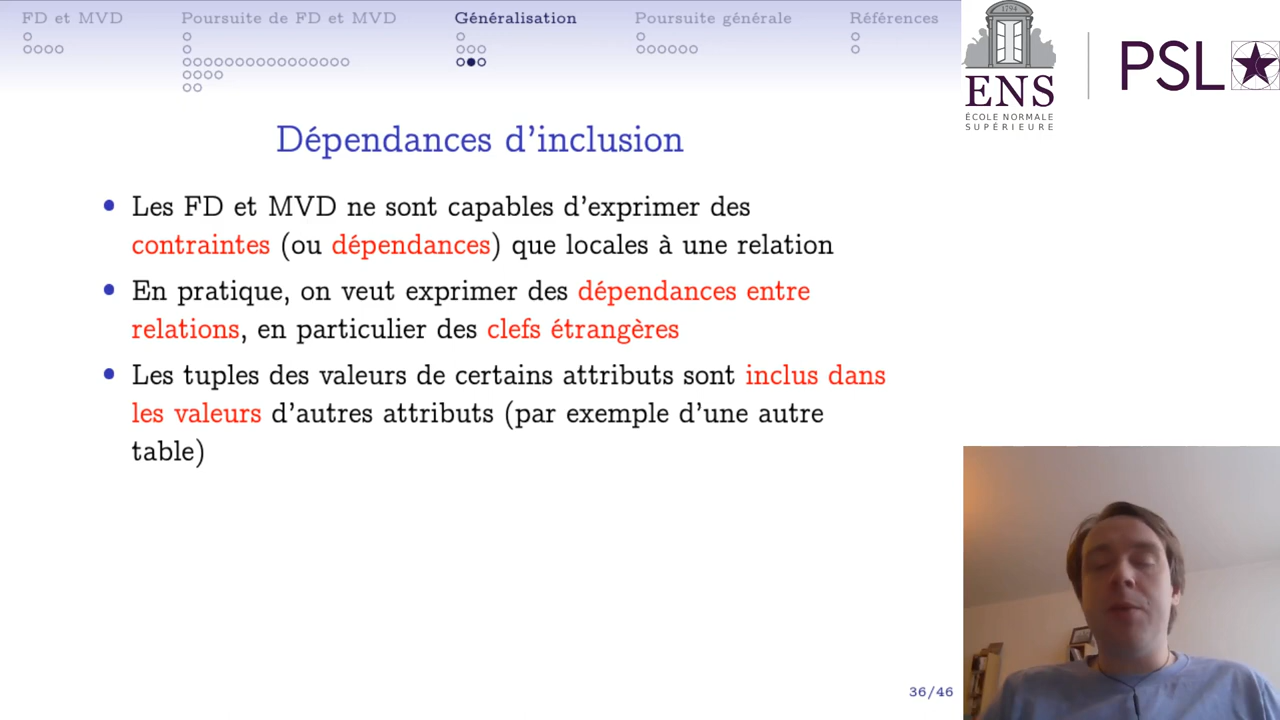 FD et MVD
Poursuite de FD et MVD
Généralisation
Poursuite générale
Références
1794
ENS
ÉCOLE NORMALE
SUPÉRIEURE
PSL
Dépendances d'inclusion
Les FD et MVD ne sont capables d'exprimer des
contraintes (ou dépendances) que locales à une relation
En pratique, on veut exprimer des dépendances entre
relations, en particulier des clefs étrangères
Les tuples des valeurs de certains attributs sont inclus dans
les valeurs d'autres attributs (par exemple d'une autre
table)
36/46